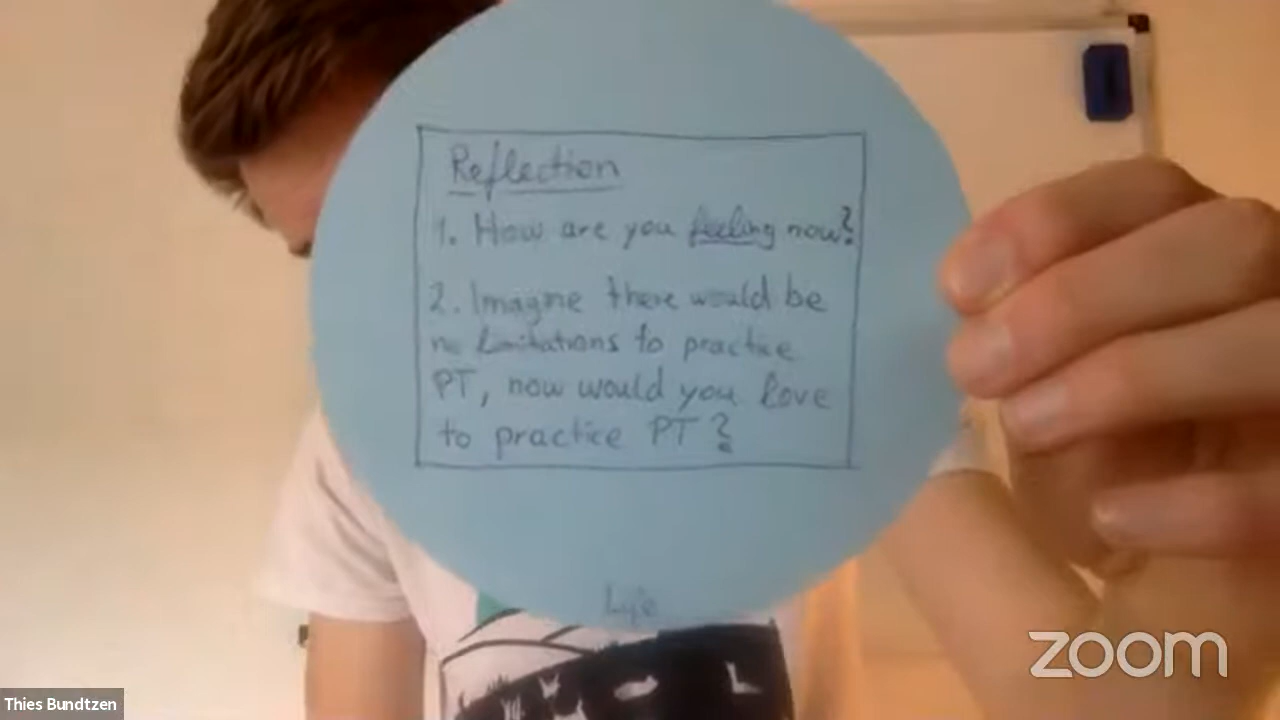 Reflection
1. How are you feeling now?
2. Imagine there would be
no limitations to practice
PT, how would you love
to practice PT?
Life
zoom
Thies Bundtzen